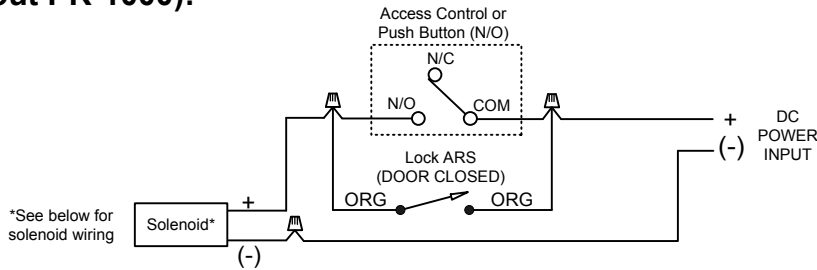 Access Control or
Push Button (N/O)
N/C
N/O
COM
+
DC
POWER
INPUT
(-)
Lock ARS
(DOOR CLOSED)
ORG
ORG
*See below for
solenoid wiring
Solenoid*
+
(-)